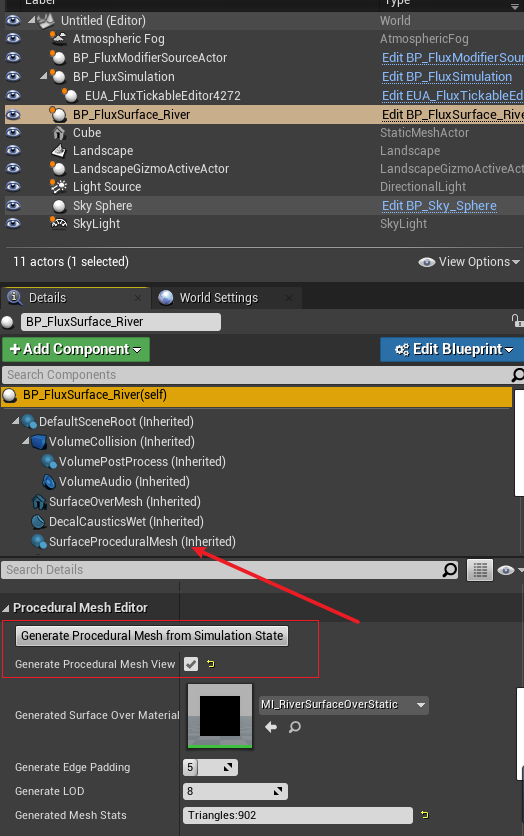 Label Type
Untitled (Editor) World
Atmospheric Fog AtmosphericFog
BP_FluxModifierSourceActor Edit BP_FluxModifierSour
BP_FluxSimulation Edit BP_FluxSimulation
EUA_FluxTickableEditor4272 Edit EUA_FluxTickableEd
BP_FluxSurface_River Edit BP_FluxSurface_Rive
Cube StaticMeshActor
Landscape Landscape
LandscapeGizmoActiveActor LandscapeGizmoActiveAct
Light Source DirectionalLight
Sky Sphere Edit BP_Sky_Sphere
SkyLight SkyLight
11 actors (1 selected) View Options
Details World Settings
BP_FluxSurface_River
+Add Component Edit Blueprint
Search Components
BP_FluxSurface_River(self)
DefaultSceneRoot (Inherited)
VolumeCollision (Inherited)
VolumePostProcess (Inherited)
VolumeAudio (Inherited)
SurfaceOverMesh (Inherited)
DecalCausticsWet (Inherited)
SurfaceProceduralMesh (Inherited)
Search Details
Procedural Mesh Editor
Generate Procedural Mesh from Simulation State
Generate Procedural Mesh View
Generated Surface Over Material MI_RiverSurfaceOverStatic
Generate Edge Padding 5
Generate LOD 8
Generated Mesh Stats Triangles:902